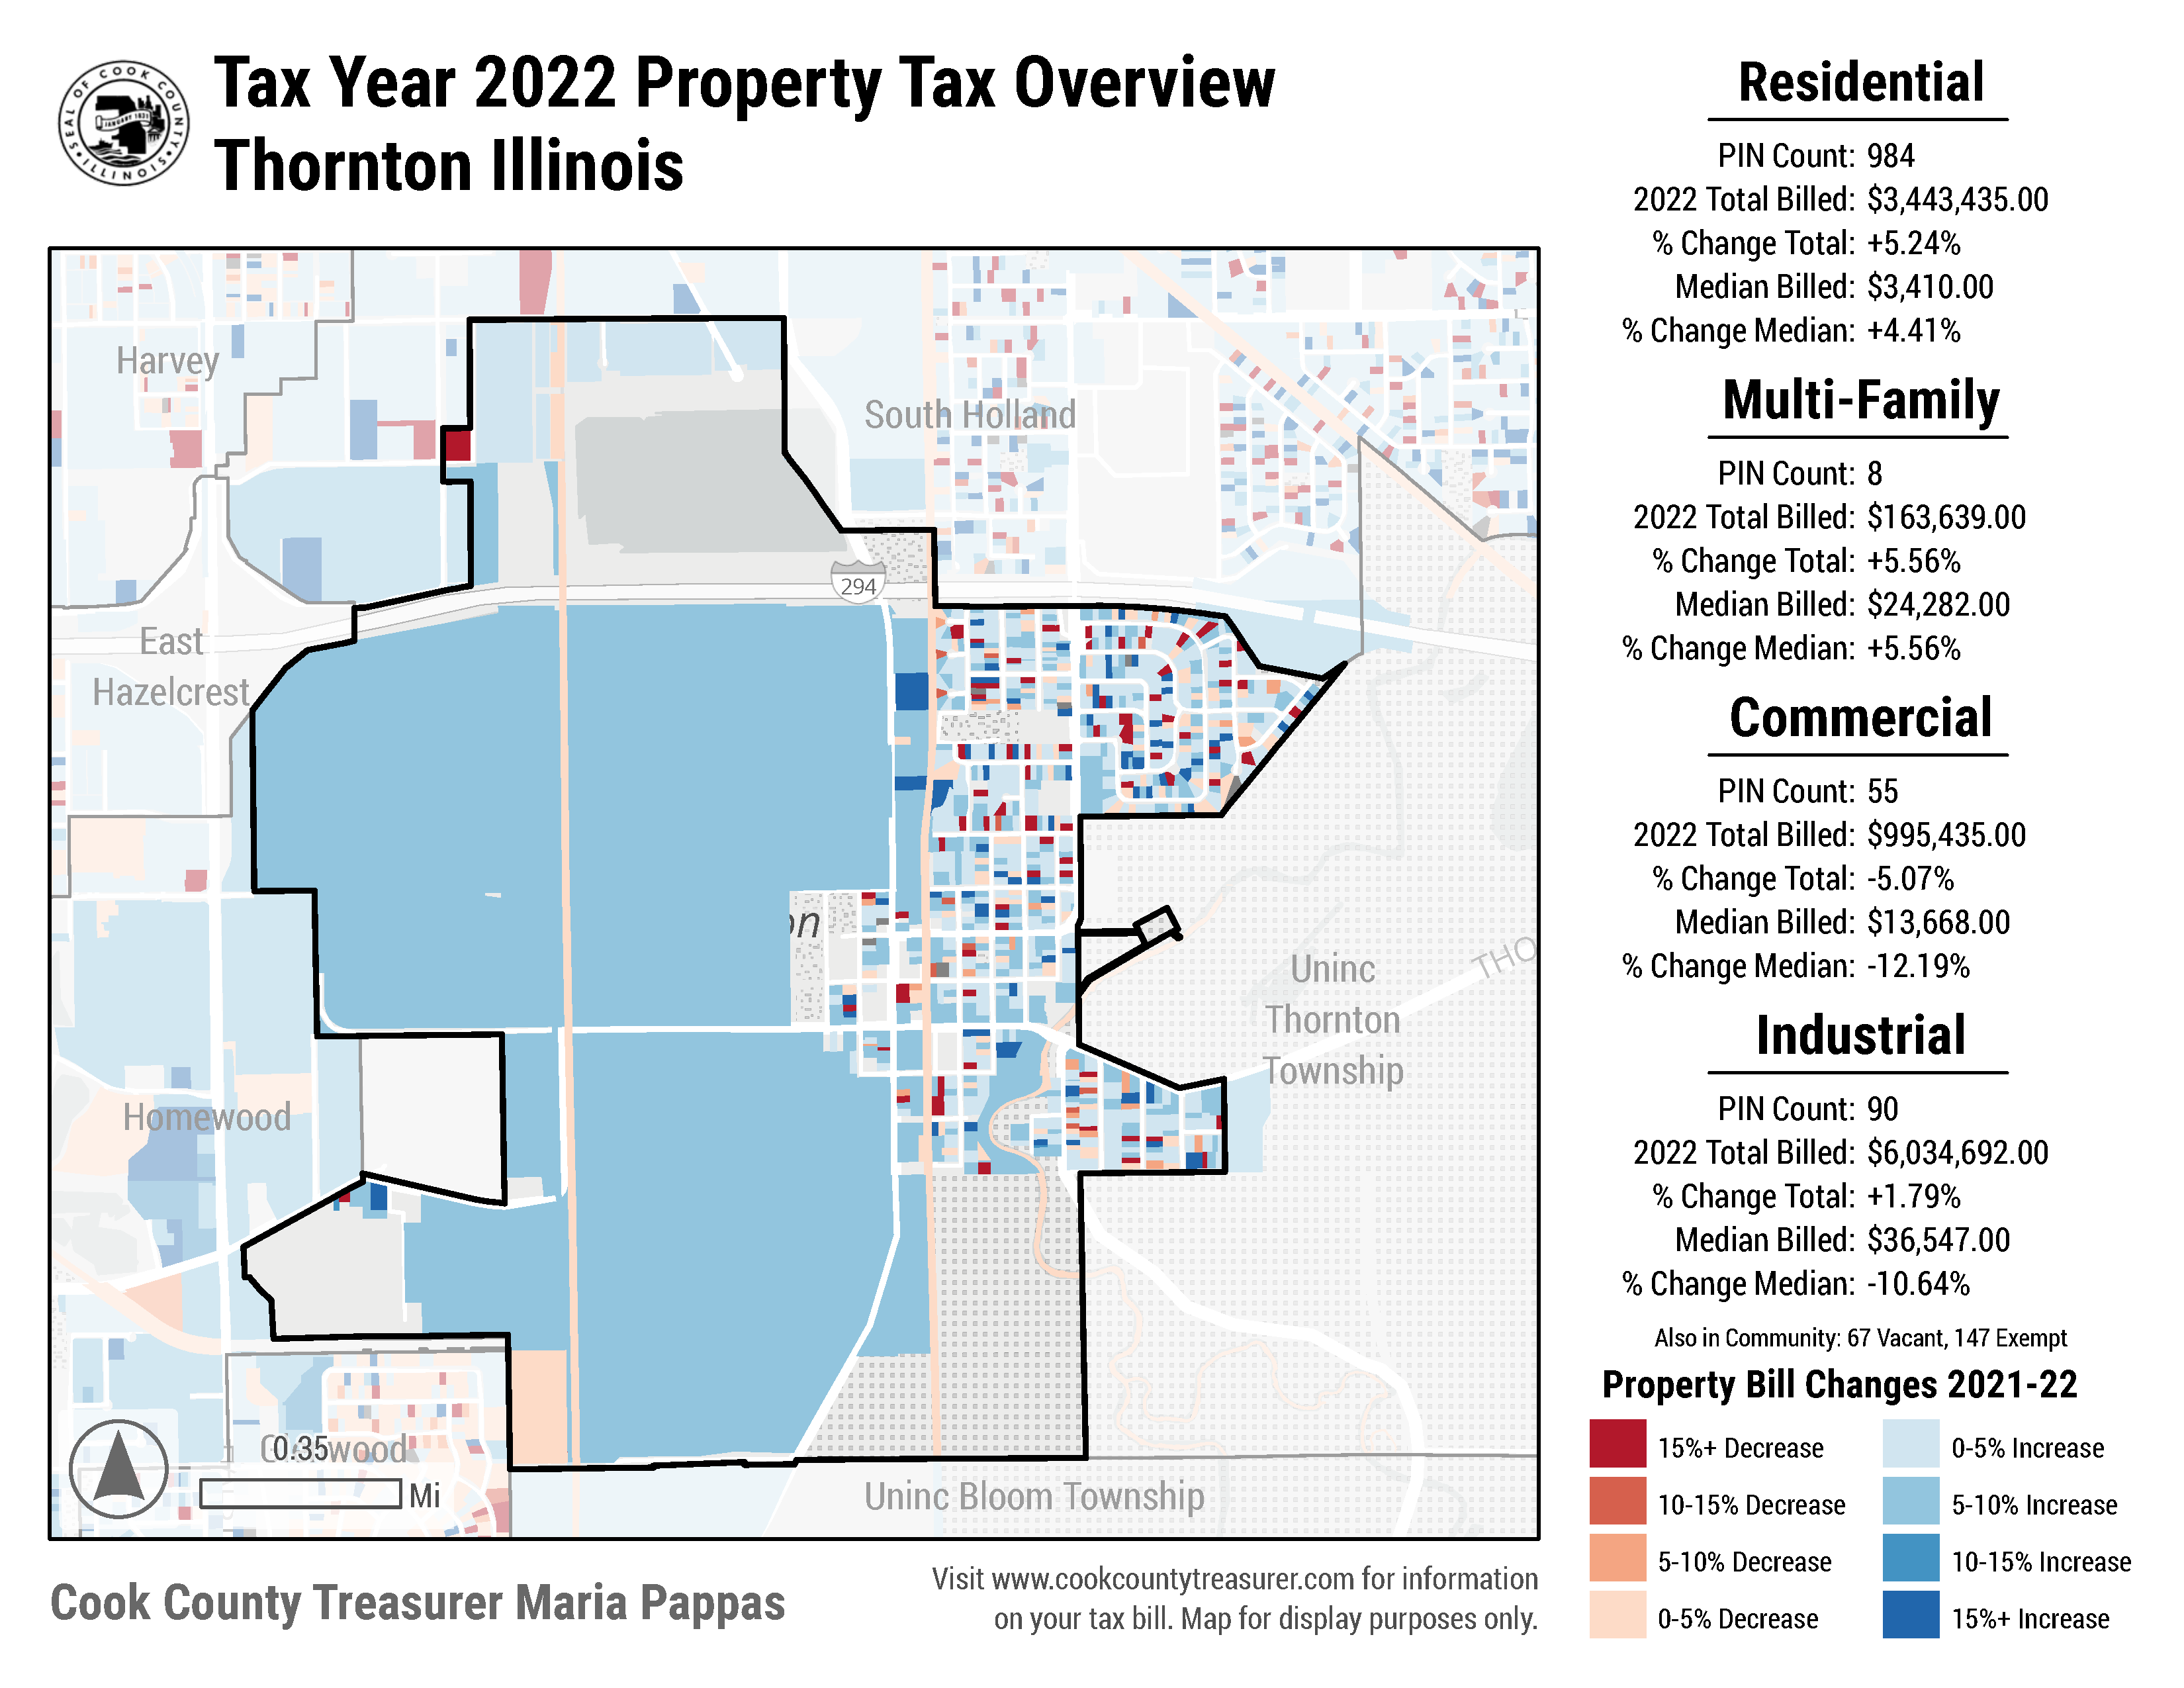 SEAL OF COOK COUNTY
ILLINOIS
JANUARY 1831
Tax Year 2022 Property Tax Overview
Thornton Illinois
Harvey
South Holland
294
East
Hazelcrest
on
Uninc
Thornton
Township
THO
Homewood
0.35
wood
Mi
Uninc Bloom Township
Cook County Treasurer Maria Pappas
Visit www.cookcountytreasurer.com for information
on your tax bill. Map for display purposes only.
Residential
PIN Count: 984
2022 Total Billed: $3,443,435.00
% Change Total: +5.24%
Median Billed: $3,410.00
% Change Median: +4.41%
Multi-Family
PIN Count: 8
2022 Total Billed: $163,639.00
% Change Total: +5.56%
Median Billed: $24,282.00
% Change Median: +5.56%
Commercial
PIN Count: 55
2022 Total Billed: $995,435.00
% Change Total: -5.07%
Median Billed: $13,668.00
% Change Median: -12.19%
Industrial
PIN Count: 90
2022 Total Billed: $6,034,692.00
% Change Total: +1.79%
Median Billed: $36,547.00
% Change Median: -10.64%
Also in Community: 67 Vacant, 147 Exempt
Property Bill Changes 2021-22
15%+ Decrease
10-15% Decrease
5-10% Decrease
0-5% Decrease
0-5% Increase
5-10% Increase
10-15% Increase
15%+ Increase